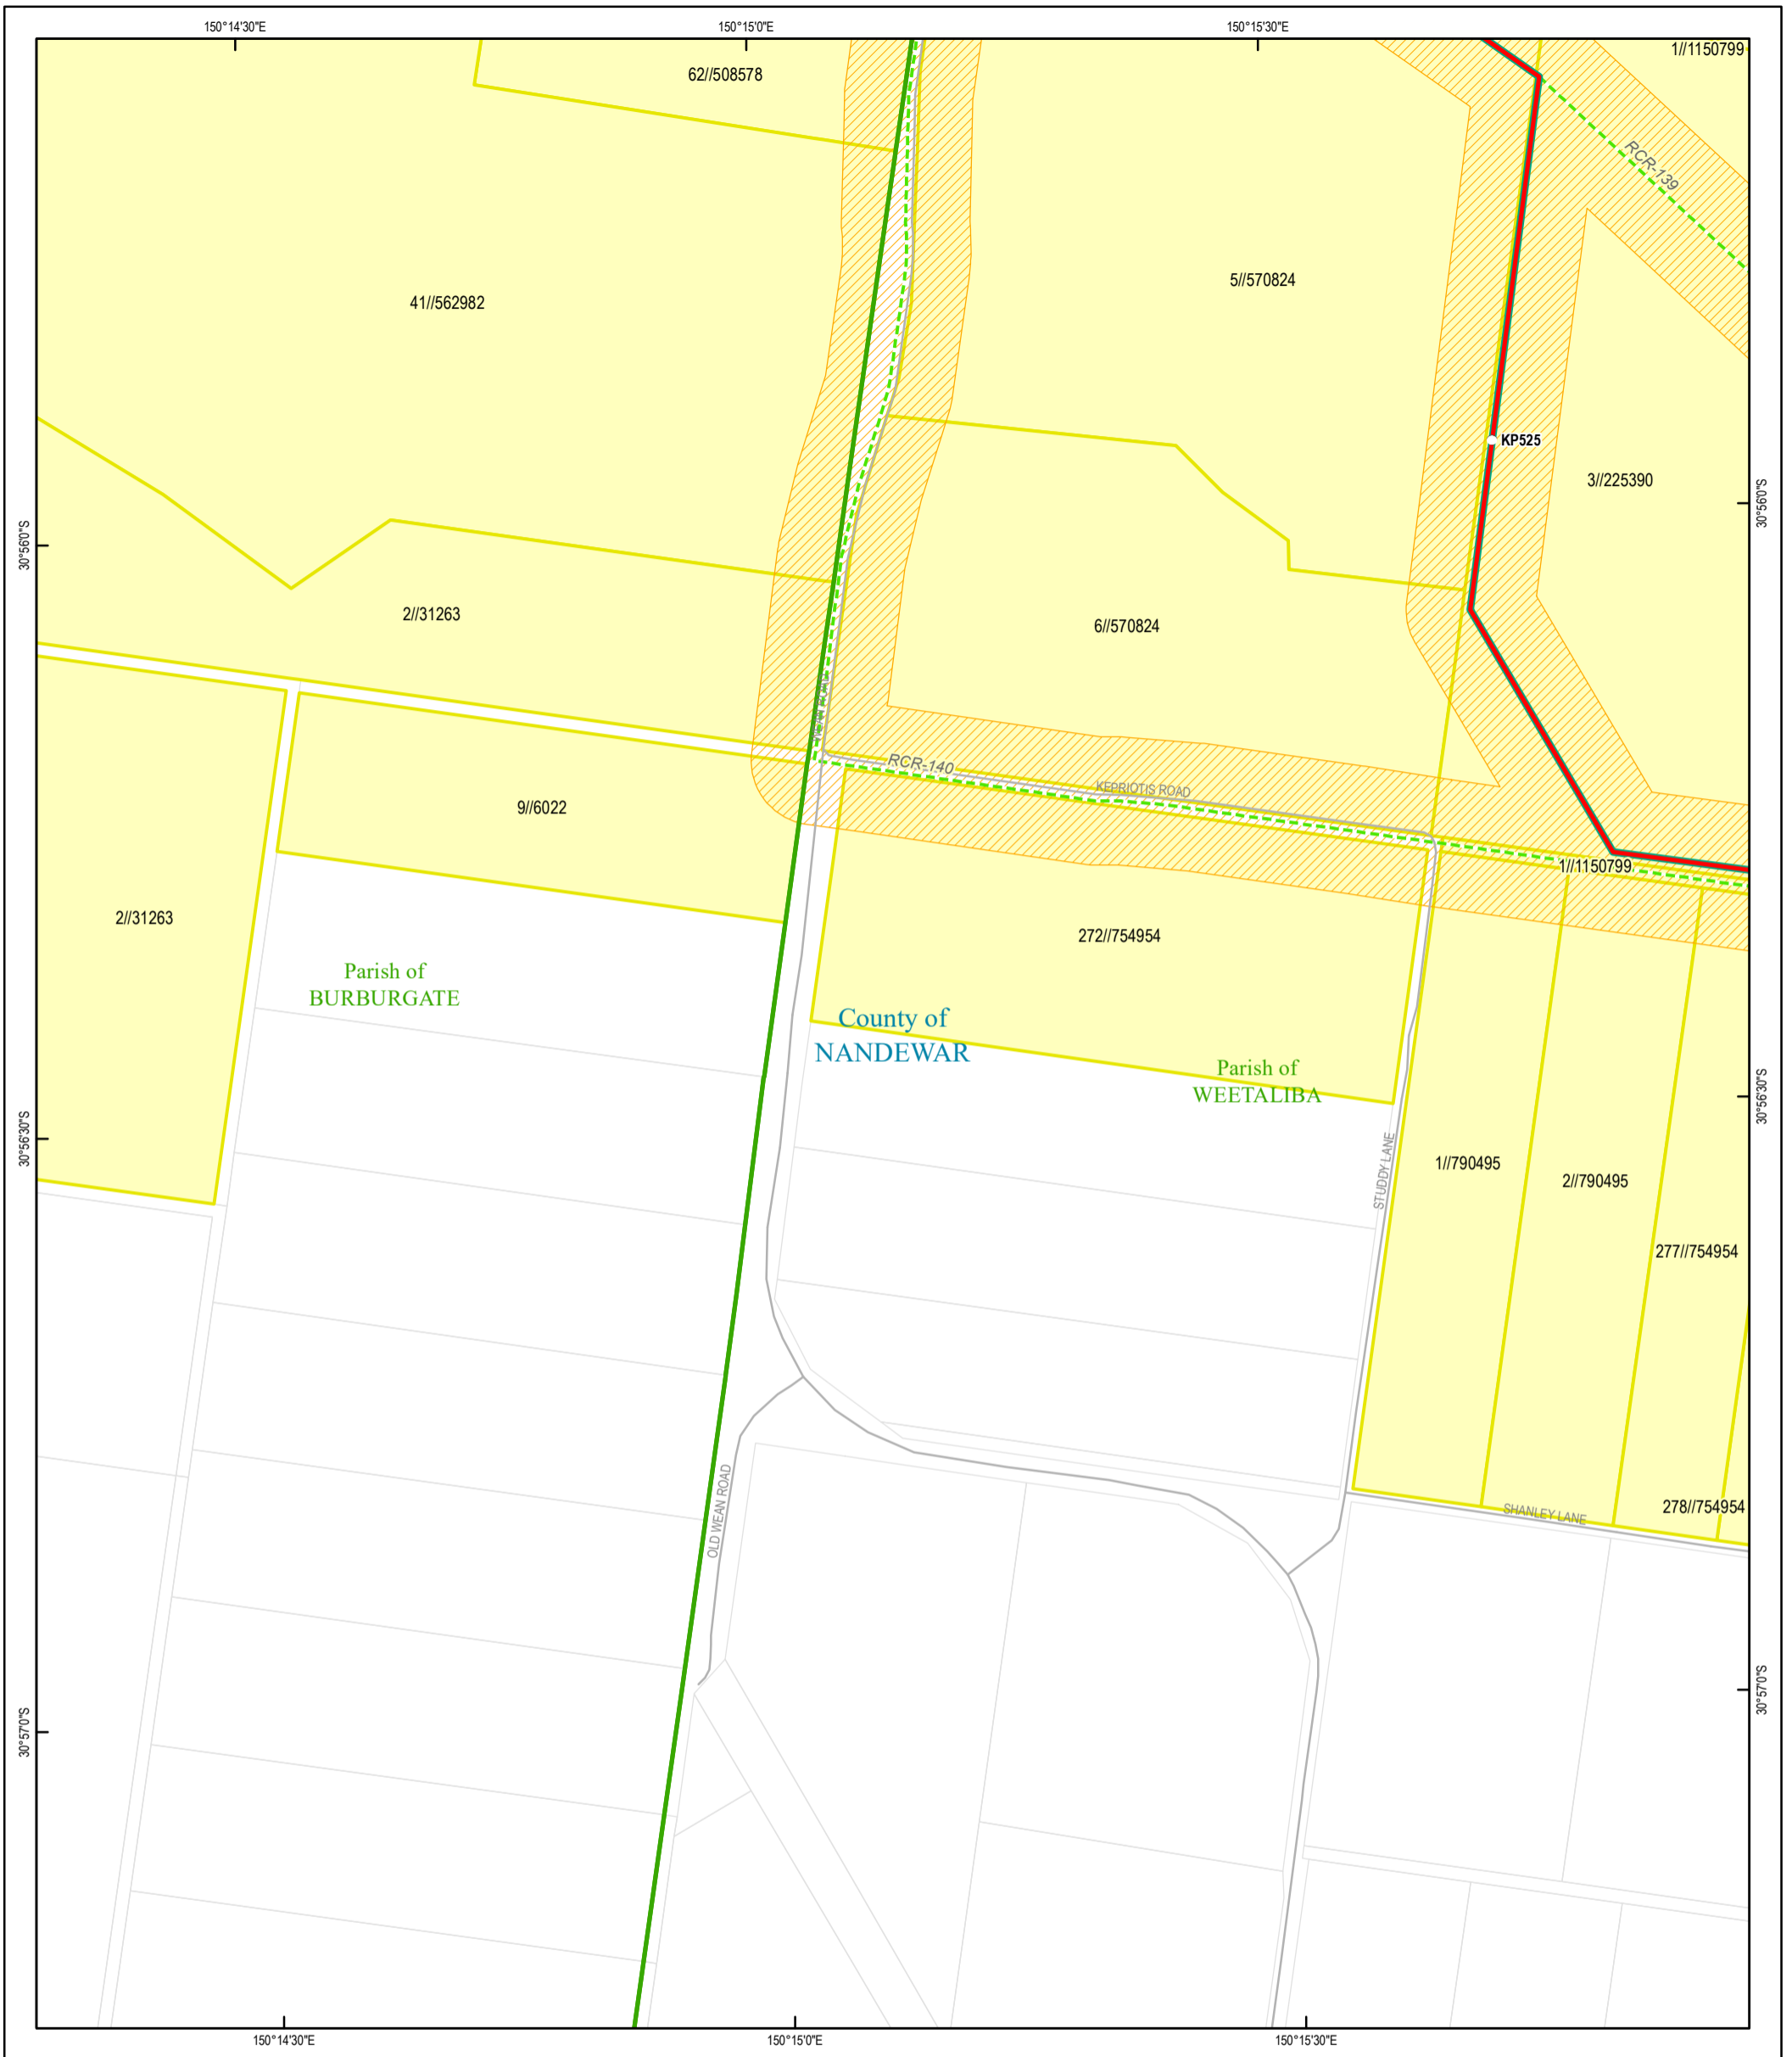 150°14'30"E
150°15'0"E
150°15'30"E
1//1150799
62//508578
RCR-139
5//570824
41//562982
KP525
3//225390
30°56'0"S
30°56'0"S
2//31263
6//570824
WEAN ROAD
RCR-140
KEPRIOTIS ROAD
9//6022
1//1150799
2//31263
272//754954
Parish of
BURBURGATE
County of
NANDEWAR
Parish of
WEETALIBA
30°56'30"S
30°56'30"S
STUDDY LANE
1//790495
2//790495
277//754954
OLD WEAN ROAD
278//754954
SHANLEY LANE
30°57'0"S
30°57'0"S
150°14'30"E
150°15'0"E
150°15'30"E